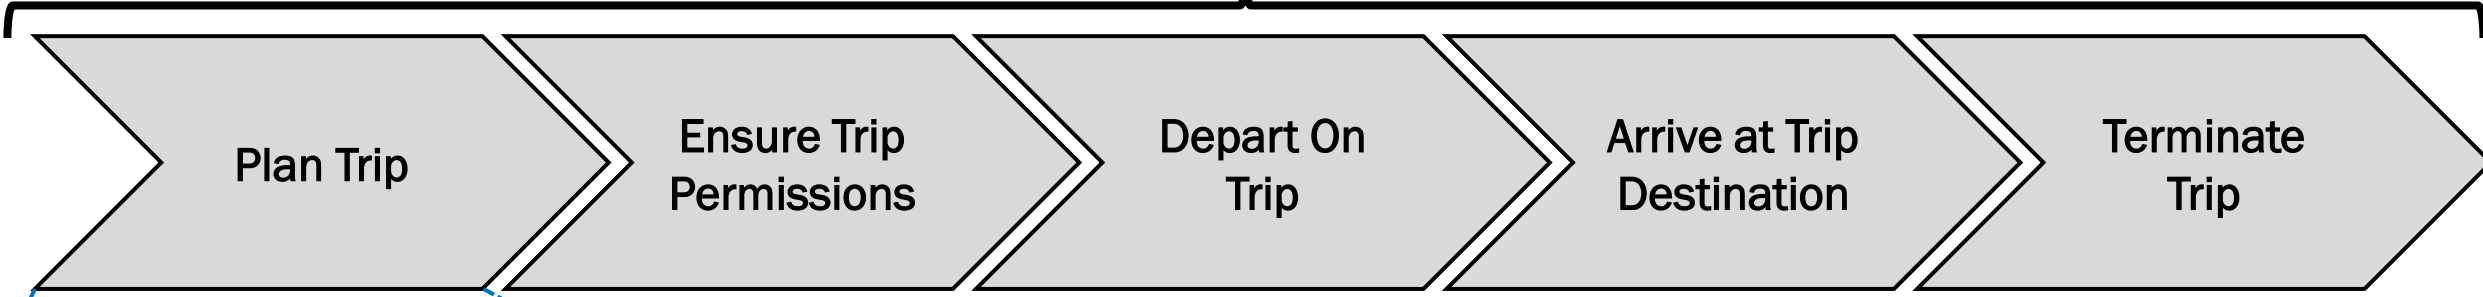 Plan Trip
Ensure Trip
Permissions
Depart On
Trip
Arrive at Trip
Destination
Terminate
Trip